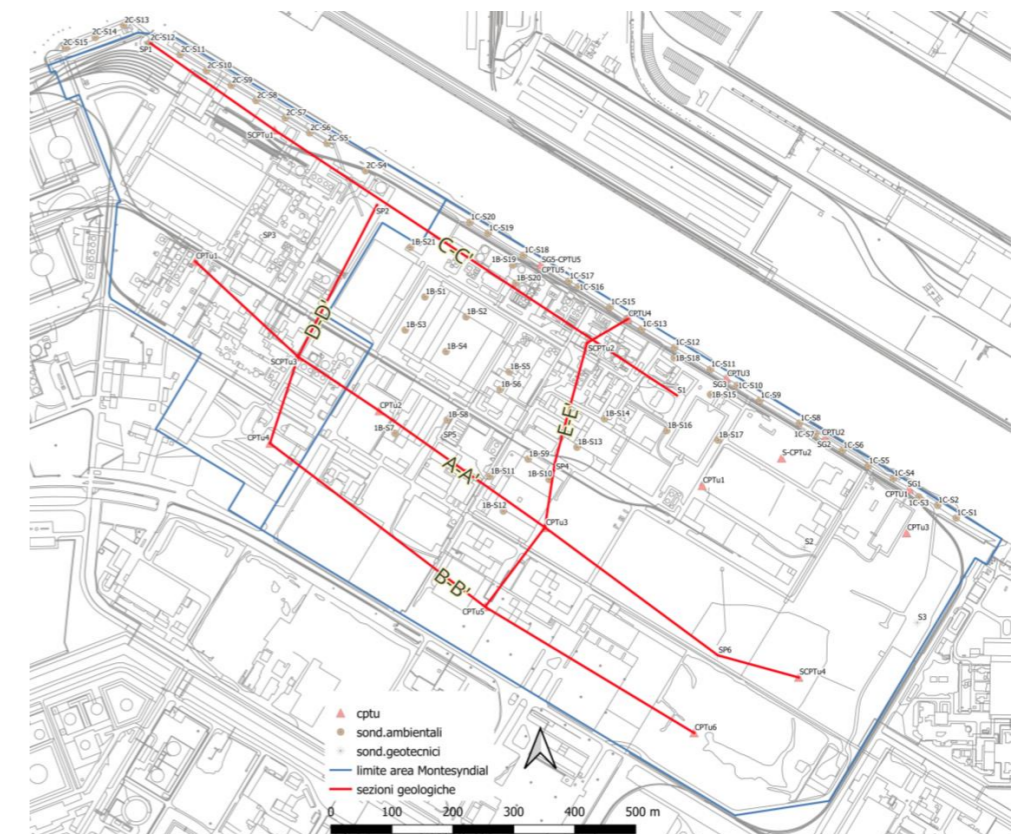 2C-S13
2C-S14
2C-S15
2C-S12
SP1
2C-S11
2C-S10
2C-S9
2C-S8
2C-S7
SCPTu1
2C-S6
2C-S5
2C-S4
SP2
1C-S20
1C-S19
SP3
1B-S21
C-C'
1C-S18
CPTu1
1B-S19
SGS-CPTU5
CPTU5
1C-S17
1B-S20
1C-S16
1B-S1
1C-S15
D-D'
1B-S2
CPTU4
1B-S3
1C-S13
SCPTu2
1B-S4
1C-S12
SCPTu3
1B-S18
1B-S5
1C-S11
CPTU3
1B-S6
S1
SG3
1C-S10
1B-S15
1C-S9
CPTu2
1B-S8
E-E'
1B-S14
1C-S8
1B-S7
SP5
1B-S16
1C-S7
CPTU2
CPTu4
1B-S13
1B-S17
SG2
1C-S6
1B-S9
S-CPTU2
A-A'
SP4
1C-S5
1B-S11
1B-S10
1C-S4
CPTu1
SG1
CPTU1
1B-S12
1C-S3
1C-S2
1C-S1
CPTu3
CPTu3
S2
B-B'
CPTu5
S3
SP6
SCPTu4
CPTu6
cptu
sond.ambientali
sond.geotecnici
limite area Montesyndial
sezioni geologiche
0 100 200 300 400 500 m